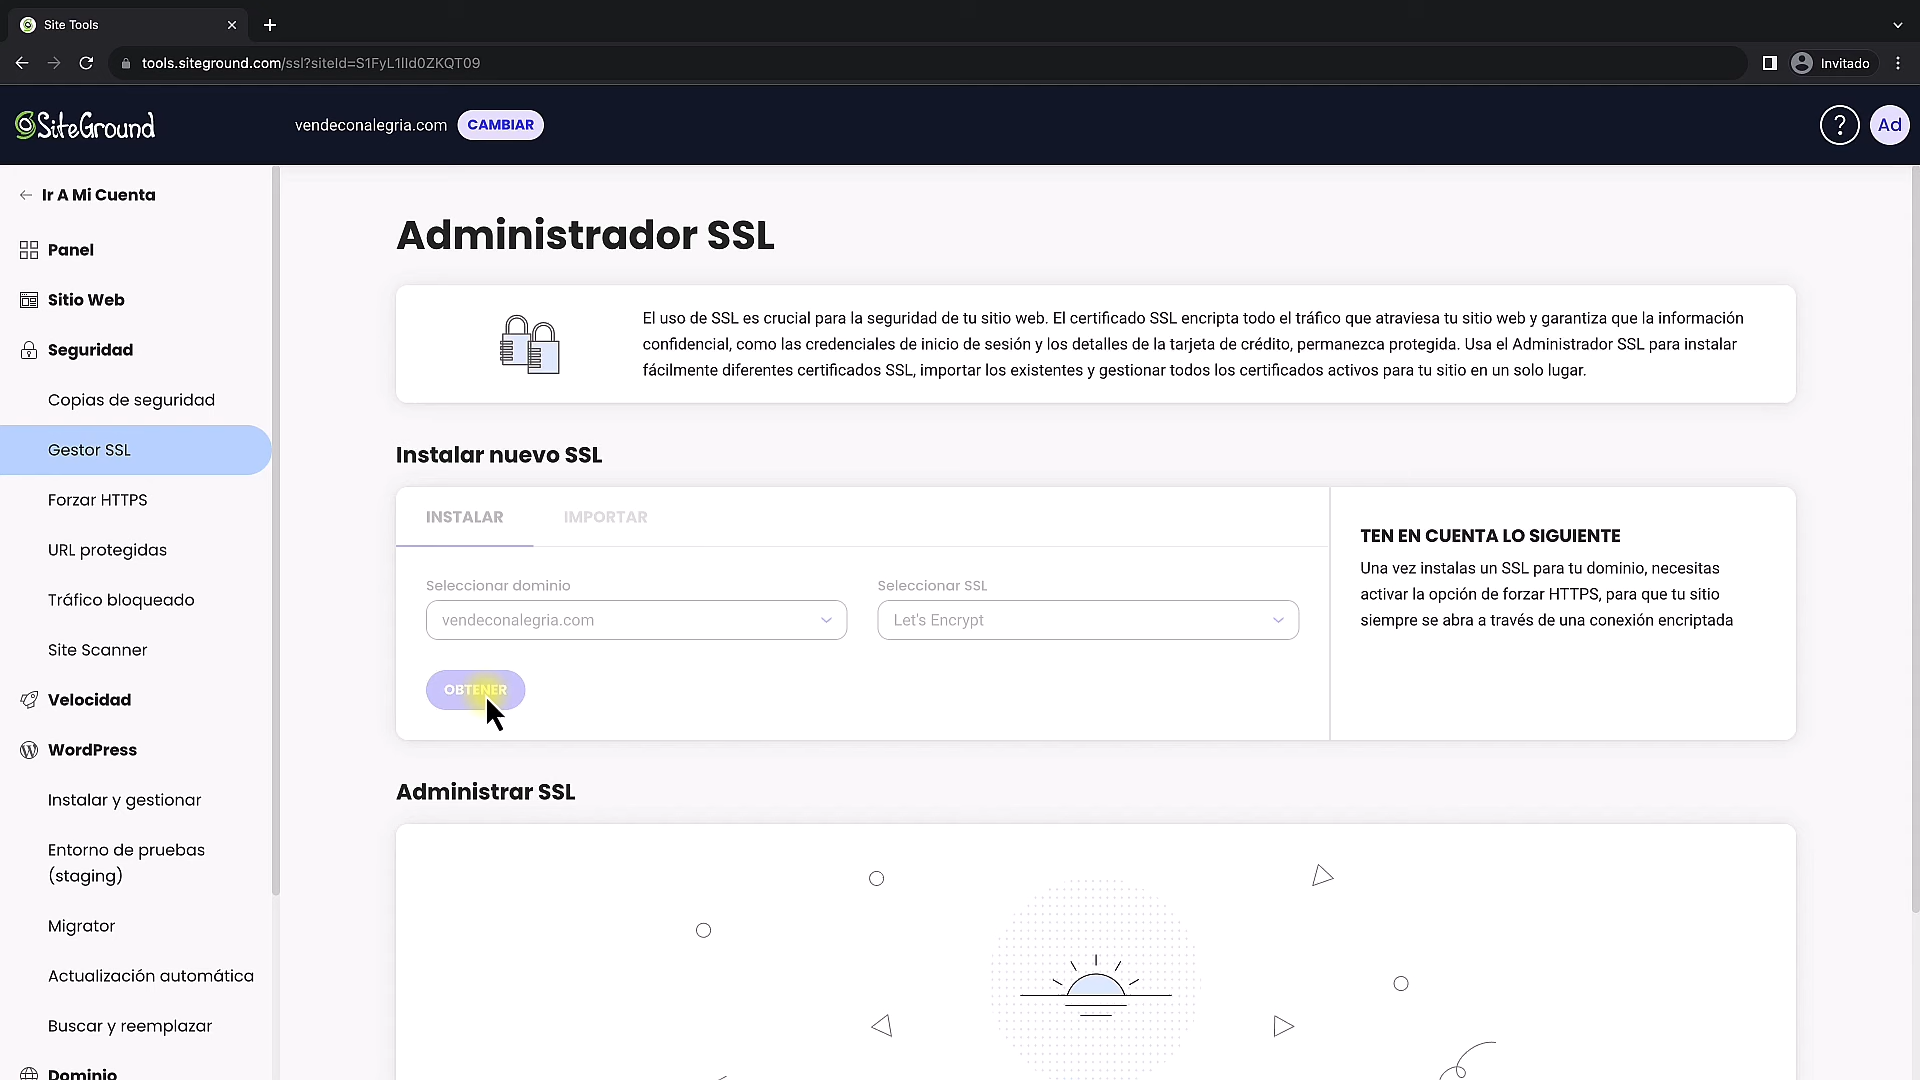 Site Tools
tools.siteground.com/ssl?siteId=S1FyL1lld0ZKQT09
Invitado
SiteGround
vendeconalegria.com
CAMBIAR
?
Ad
Ir A Mi Cuenta
Panel
Sitio Web
Seguridad
Copias de seguridad
Gestor SSL
Forzar HTTPS
URL protegidas
Tráfico bloqueado
Site Scanner
Velocidad
WordPress
Instalar y gestionar
Entorno de pruebas
(staging)
Migrator
Actualización automática
Buscar y reemplazar
Dominio
Administrador SSL
El uso de SSL es crucial para la seguridad de tu sitio web. El certificado SSL encripta todo el tráfico que atraviesa tu sitio web y garantiza que la información
confidencial, como las credenciales de inicio de sesión y los detalles de la tarjeta de crédito, permanezca protegida. Usa el Administrador SSL para instalar
fácilmente diferentes certificados SSL, importar los existentes y gestionar todos los certificados activos para tu sitio en un solo lugar.
Instalar nuevo SSL
INSTALAR
IMPORTAR
Seleccionar dominio
vendeconalegria.com
Seleccionar SSL
Let's Encrypt
OBTENER
TEN EN CUENTA LO SIGUIENTE
Una vez instalas un SSL para tu dominio, necesitas
activar la opción de forzar HTTPS, para que tu sitio
siempre se abra a través de una conexión encriptada
Administrar SSL